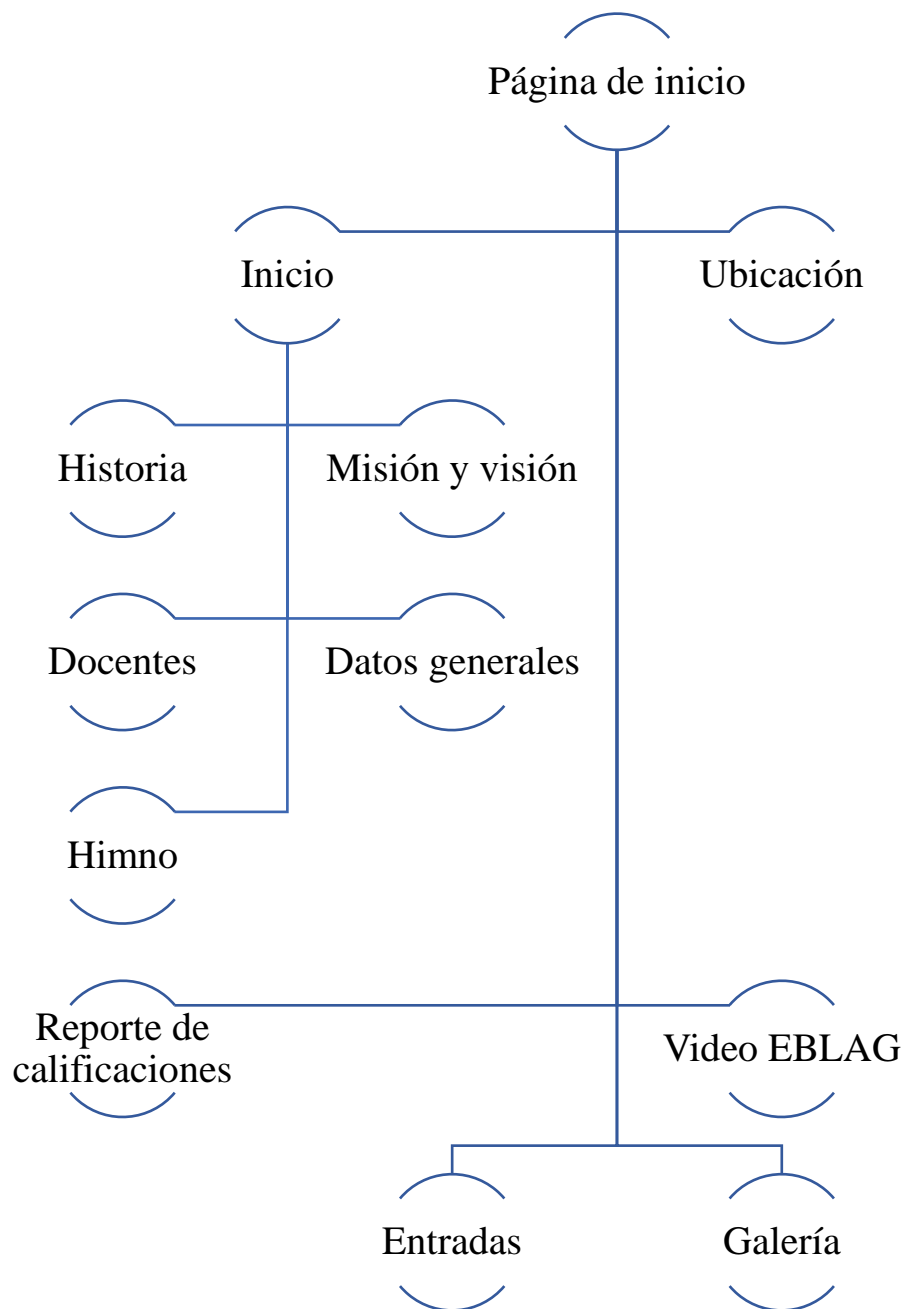 Página de inicio
Inicio
Ubicación
Historia
Misión y visión
Docentes
Datos generales
Himno
Reporte de
calificaciones
Video EBLAG
Entradas
Galería